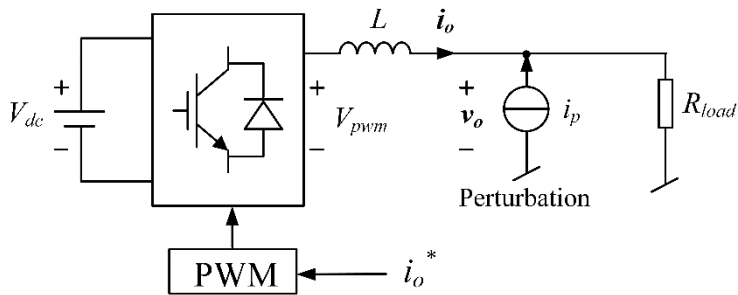 L
i_o
+
V_dc
−
+
V_pwm
−
+
v_o
−
i_p
R_load
Perturbation
PWM
i_o*